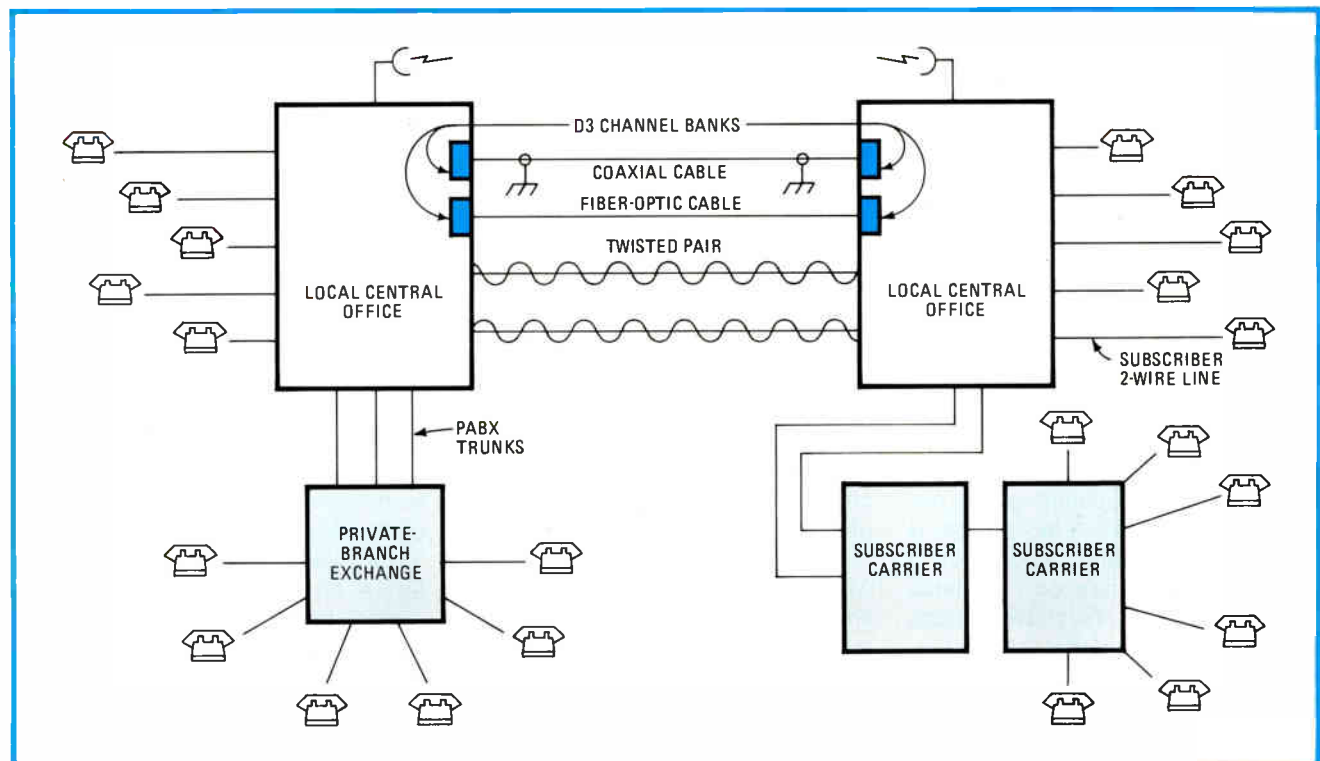 D3 CHANNEL BANKS
COAXIAL CABLE
FIBER-OPTIC CABLE
TWISTED PAIR
LOCAL CENTRAL
OFFICE
LOCAL CENTRAL
OFFICE
SUBSCRIBER
2-WIRE LINE
PABX
TRUNKS
PRIVATE-
BRANCH
EXCHANGE
SUBSCRIBER
CARRIER
SUBSCRIBER
CARRIER